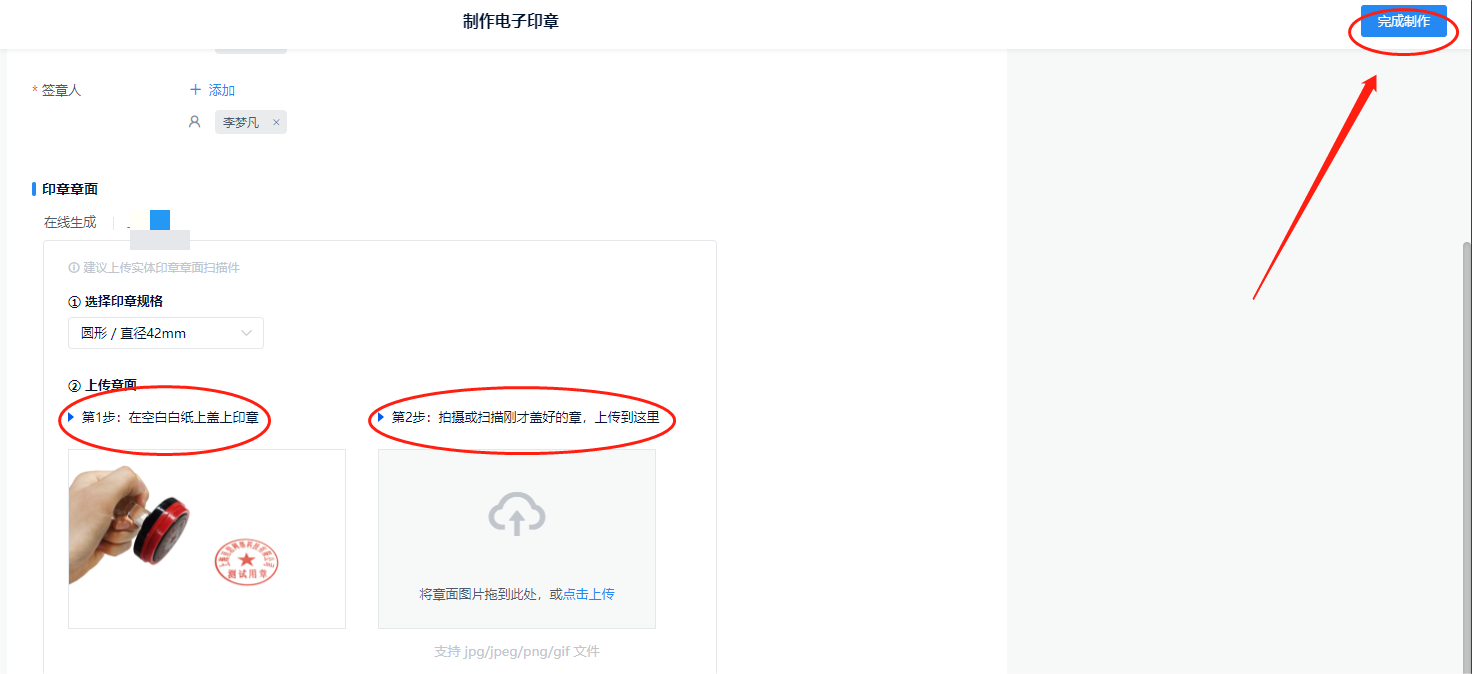 制作电子印章
完成制作
* 签章人
+ 添加
李梦凡 ×
印章章面
在线生成
建议上传实体印章章面扫描件
① 选择印章规格
圆形 / 直径42mm
② 上传章面
第1步：在空白白纸上盖上印章
第2步：拍摄或扫描刚才盖好的章，上传到这里
测试用章
将章面图片拖到此处，或点击上传
支持 jpg/jpeg/png/gif 文件